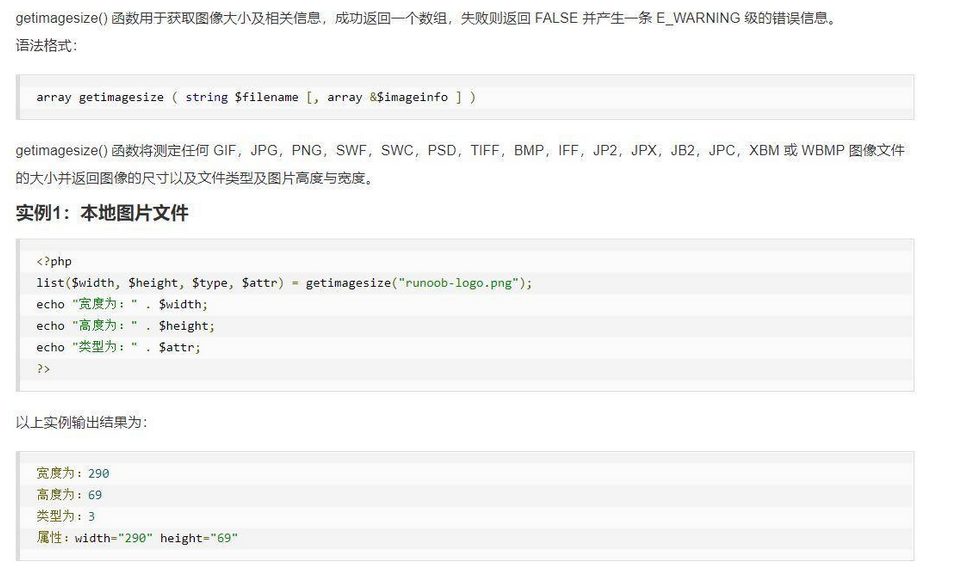 getimagesize() 函数用于获取图像大小及相关信息，成功返回一个数组，失败则返回 FALSE 并产生一条 E_WARNING 级的错误信息。
语法格式：
array getimagesize ( string $filename [, array &$imageinfo ] )
getimagesize() 函数将测定任何 GIF，JPG，PNG，SWF，SWC，PSD，TIFF，BMP，IFF，JP2，JPX，JB2，JPC，XBM 或 WBMP 图像文件
的大小并返回图像的尺寸以及文件类型及图片高度与宽度。
实例1：本地图片文件
<?php
list($width, $height, $type, $attr) = getimagesize("runoob-logo.png");
echo "宽度为：" . $width;
echo "高度为：" . $height;
echo "类型为：" . $attr;
?>
以上实例输出结果为：
宽度为：290
高度为：69
类型为：3
属性：width="290" height="69"